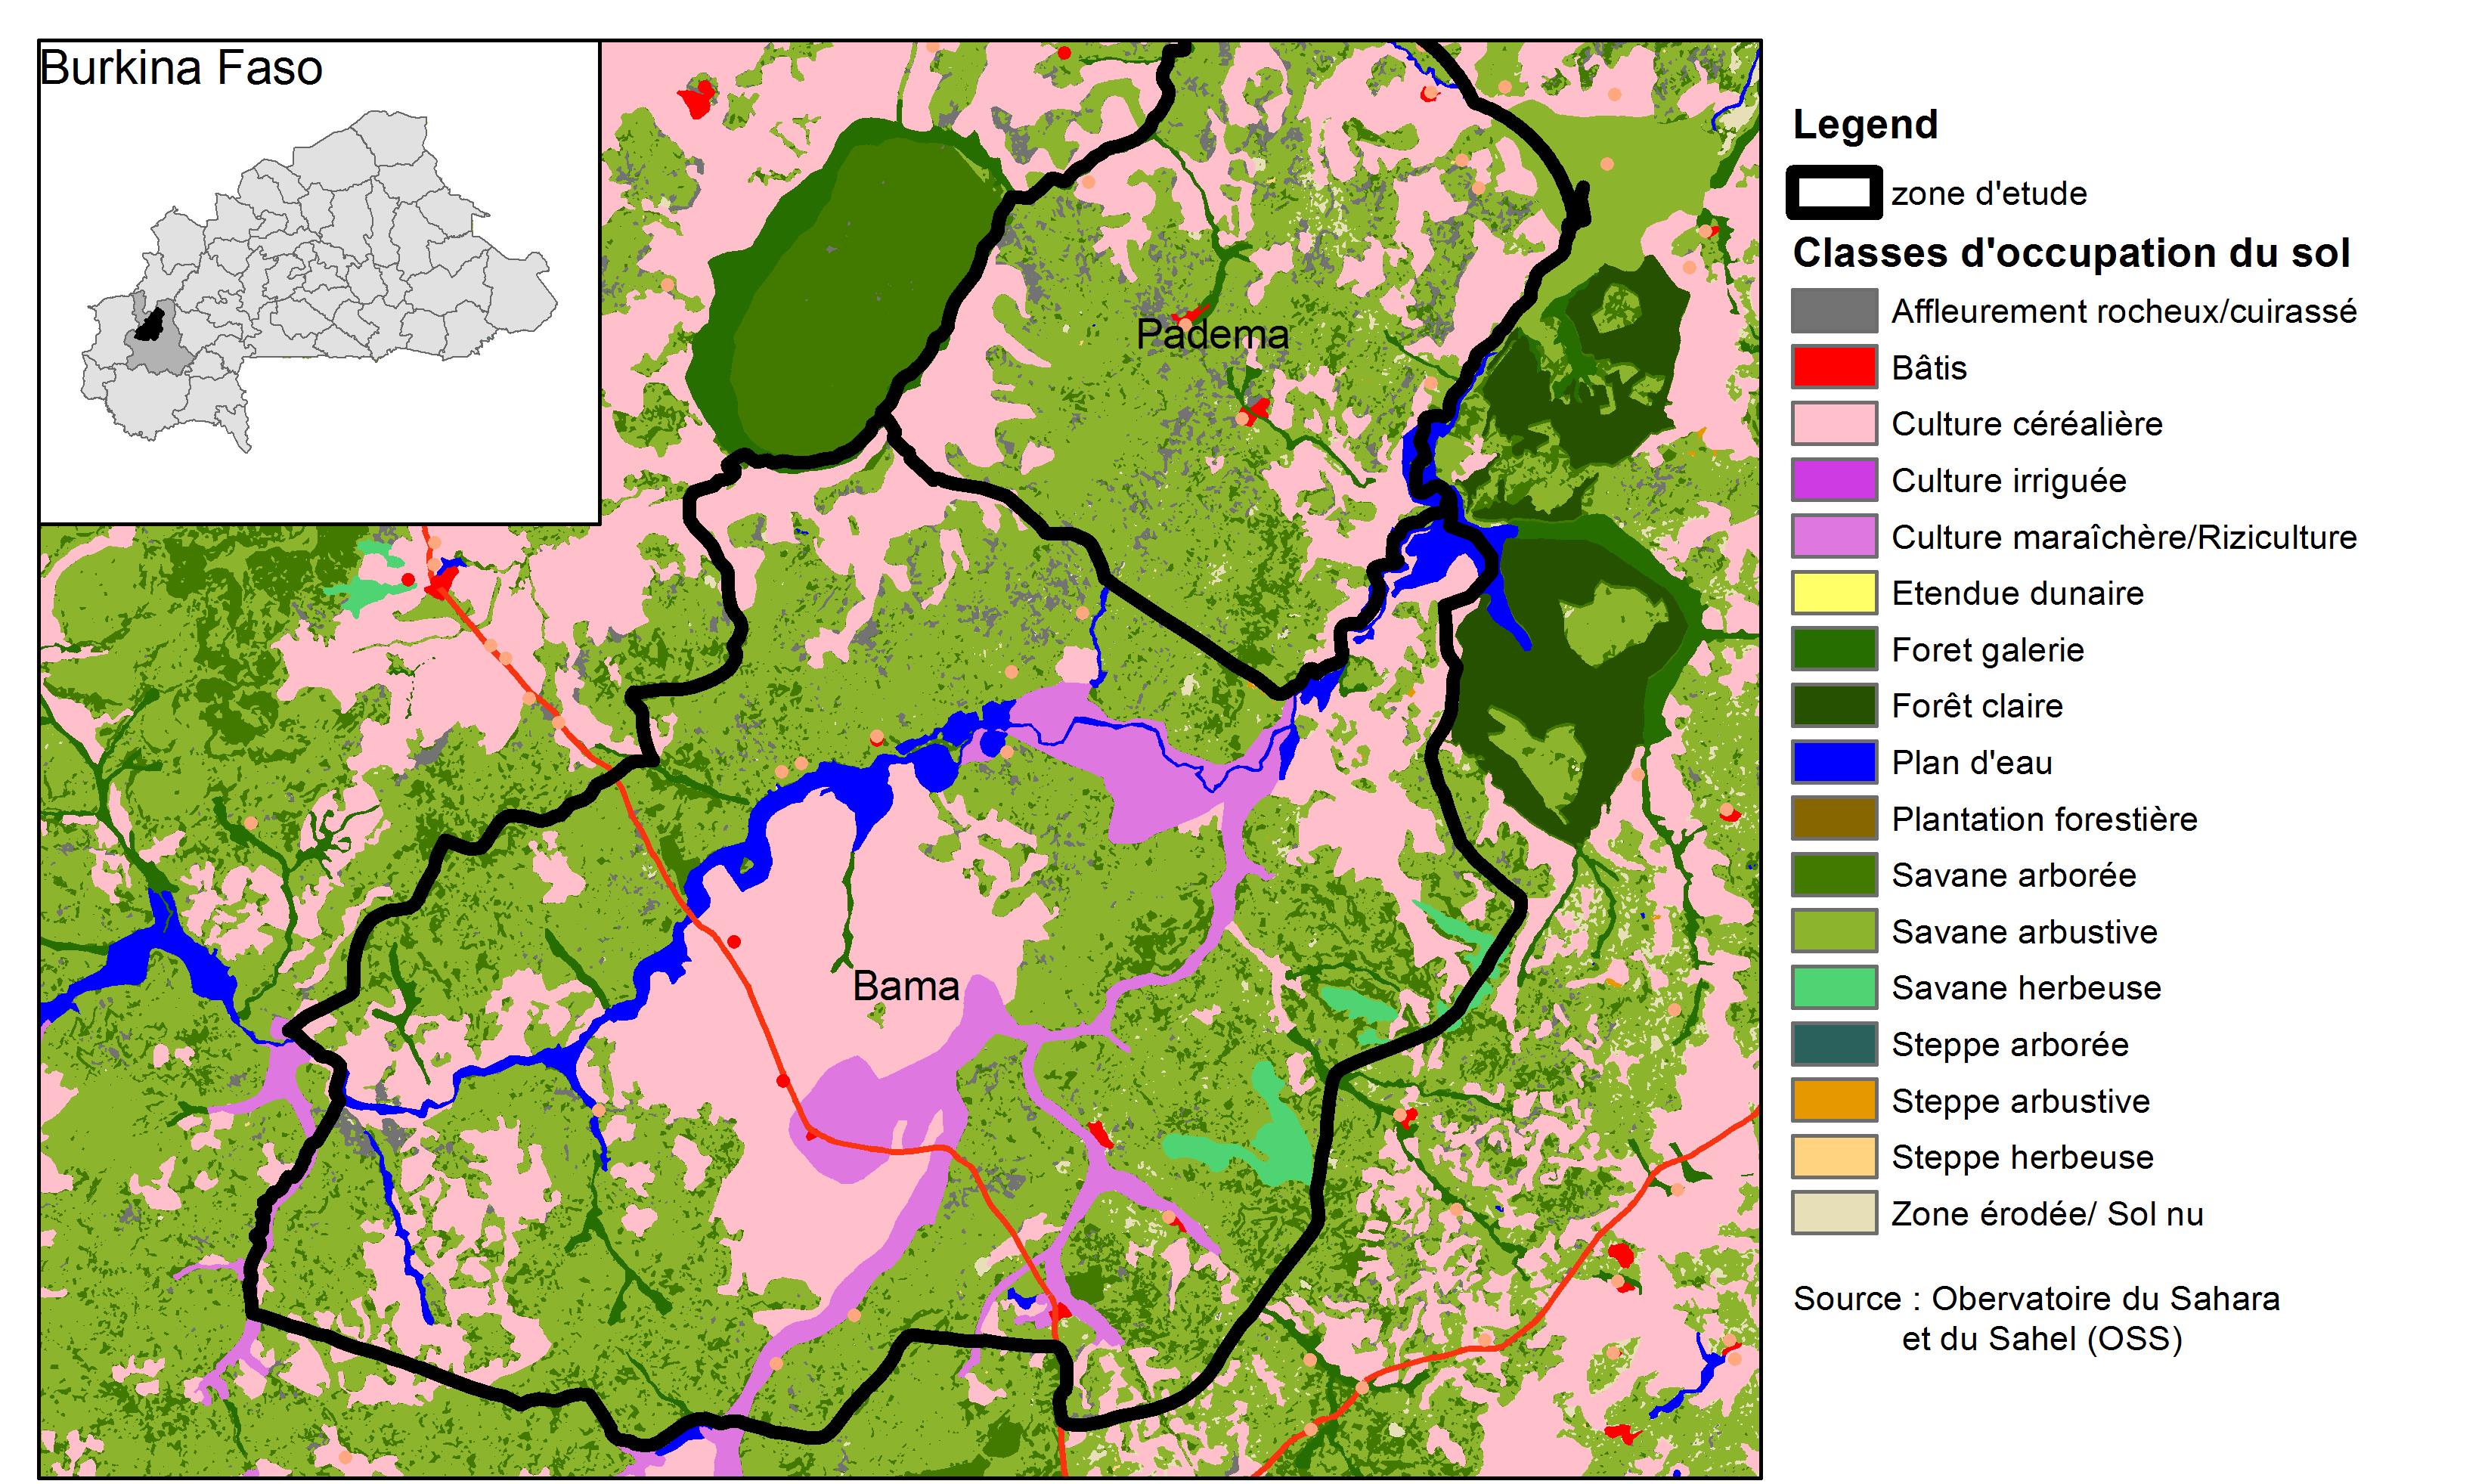 Burkina Faso
Padema
Bama
Legend
zone d'etude
Classes d'occupation du sol
Affleurement rocheux/cuirassé
Bâtis
Culture céréalière
Culture irriguée
Culture maraîchère/Riziculture
Etendue dunaire
Foret galerie
Forêt claire
Plan d'eau
Plantation forestière
Savane arborée
Savane arbustive
Savane herbeuse
Steppe arborée
Steppe arbustive
Steppe herbeuse
Zone érodée/ Sol nu
Source : Obervatoire du Sahara
et du Sahel (OSS)